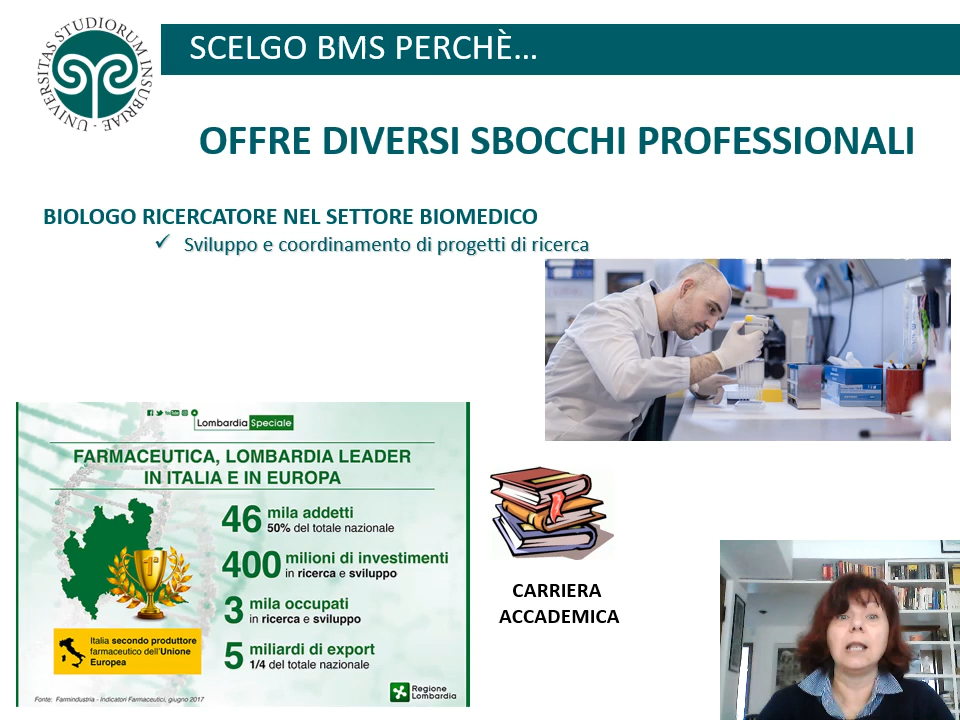 UNIVERSITAS STUDIORUM INSUBRIAE
SCELGO BMS PERCHÈ...
OFFRE DIVERSI SBOCCHI PROFESSIONALI
BIOLOGO RICERCATORE NEL SETTORE BIOMEDICO
✓ Sviluppo e coordinamento di progetti di ricerca
Lombardia Speciale
FARMACEUTICA, LOMBARDIA LEADER
IN ITALIA E IN EUROPA
46 mila addetti
50% del totale nazionale
400 milioni di investimenti
in ricerca e sviluppo
1°
3 mila occupati
in ricerca e sviluppo
Italia secondo produttore
farmaceutico dell'Unione
Europea
5 miliardi di export
1/4 del totale nazionale
Fonte: Farmindustria - Indicatori Farmaceutici, giugno 2017
Regione
Lombardia
CARRIERA
ACCADEMICA